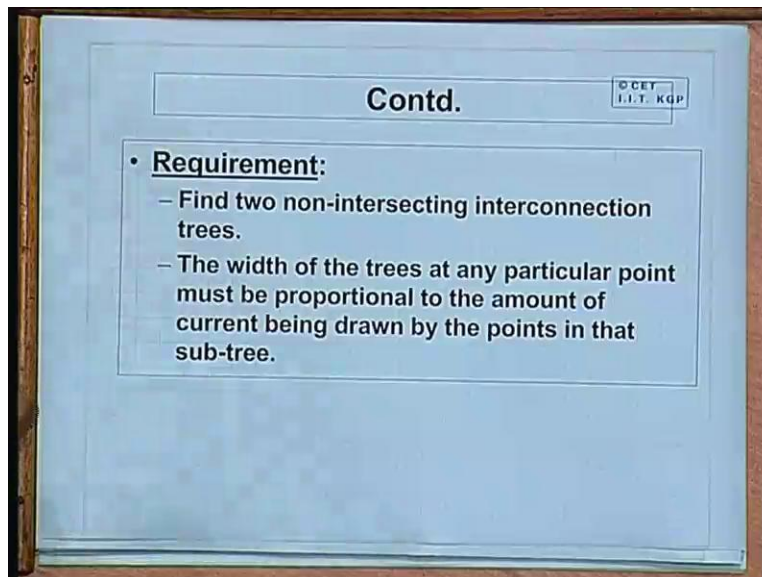 Contd.
© CET
I.I.T. KGP
• Requirement:
– Find two non-intersecting interconnection
trees.
– The width of the trees at any particular point
must be proportional to the amount of
current being drawn by the points in that
sub-tree.